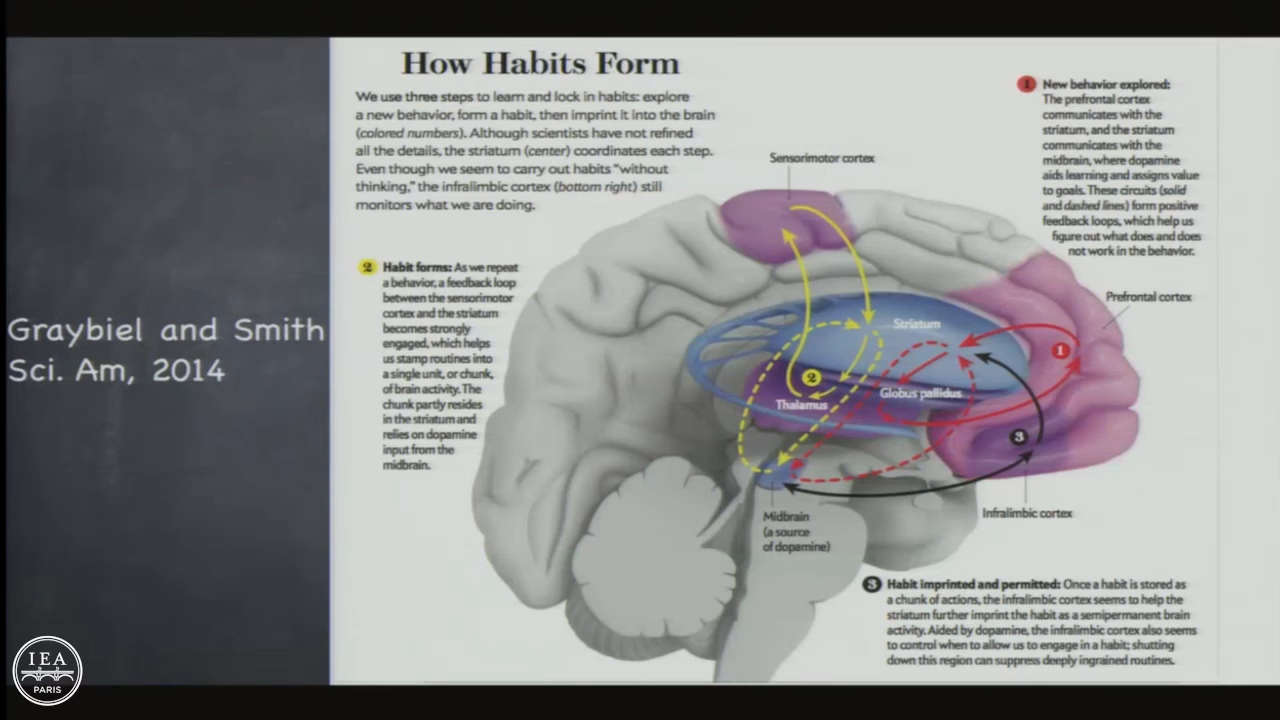 How Habits Form
We use three steps to learn and lock in habits: explore
a new behavior, form a habit, then imprint it into the brain
(colored numbers). Although scientists have not refined
all the details, the striatum (center) coordinates each step.
Even though we seem to carry out habits “without
thinking,” the infralimbic cortex (bottom right) still
monitors what we are doing.
1 New behavior explored:
The prefrontal cortex
communicates with the
striatum, and the striatum
communicates with the
midbrain, where dopamine
aids learning and assigns value
to goals. These circuits (solid
and dashed lines) form positive
feedback loops, which help us
figure out what does and does
not work in the behavior.
Sensorimotor cortex
2 Habit forms: As we repeat
a behavior, a feedback loop
between the sensorimotor
cortex and the striatum
becomes strongly
engaged, which helps
us stamp routines into
a single unit, or chunk,
of brain activity. The
chunk partly resides
in the striatum and
relies on dopamine
input from the
midbrain.
Prefrontal cortex
Striatum
1
2
Globus pallidus
Thalamus
3
Midbrain
(a source
of dopamine)
Infralimbic cortex
3 Habit imprinted and permitted: Once a habit is stored as
a chunk of actions, the infralimbic cortex seems to help the
striatum further imprint the habit as a semipermanent brain
activity. Aided by dopamine, the infralimbic cortex also seems
to control when to allow us to engage in a habit; shutting
down this region can suppress deeply ingrained routines.
Graybiel and Smith
Sci. Am, 2014
IEA
PARIS